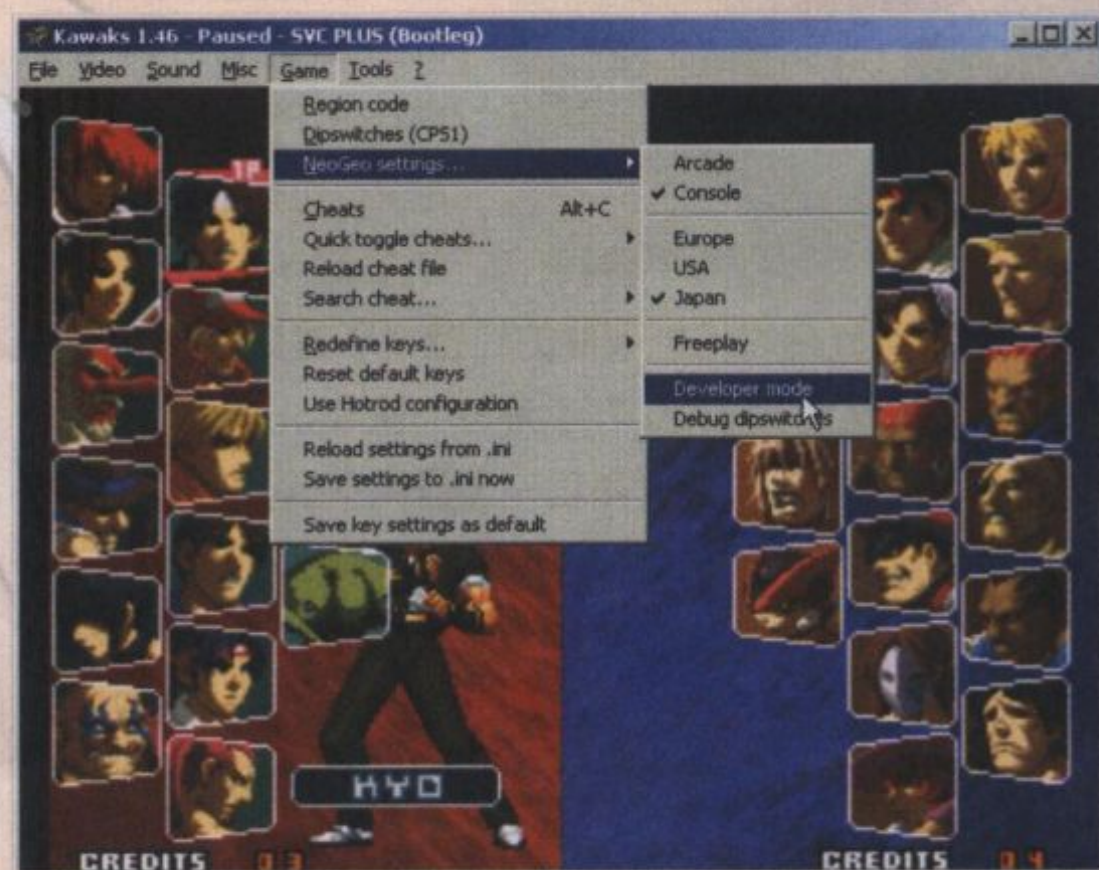 Kawaks 1.46 - Paused - SVC PLUS (Bootleg)
File Video Sound Misc Game Tools ?
Region code
Dipswitches (CPS1)
NeoGeo settings...
Cheats Alt+C
Quick toggle cheats...
Reload cheat file
Search cheat...
Redefine keys...
Reset default keys
Use Hotrod configuration
Reload settings from .ini
Save settings to .ini now
Save key settings as default
Arcade
Console
Europe
USA
Japan
Freeplay
Developer mode
Debug dipswitches
1P
KYO
CREDITS 03
CREDITS 04